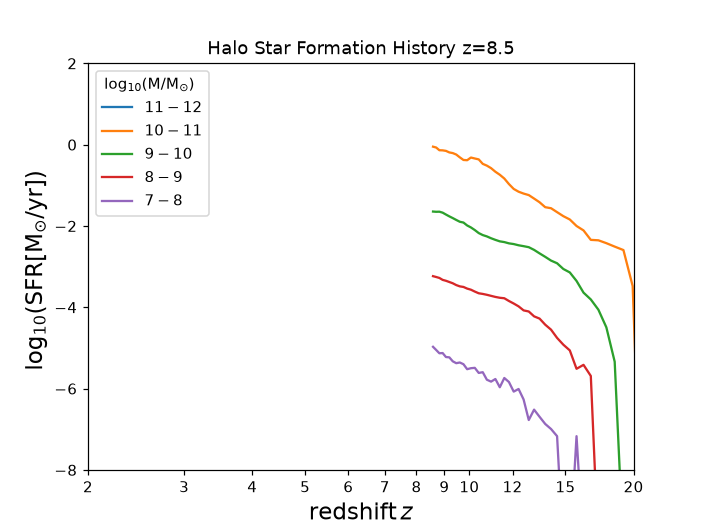 Halo Star Formation History z=8.5
log₁₀(SFR[M☉/yr])
2
0
−2
−4
−6
−8
log₁₀(M/M☉)
11 − 12
10 − 11
9 − 10
8 − 9
7 − 8
2 3 4 5 6 7 8 9 10 12 15 20
redshift z